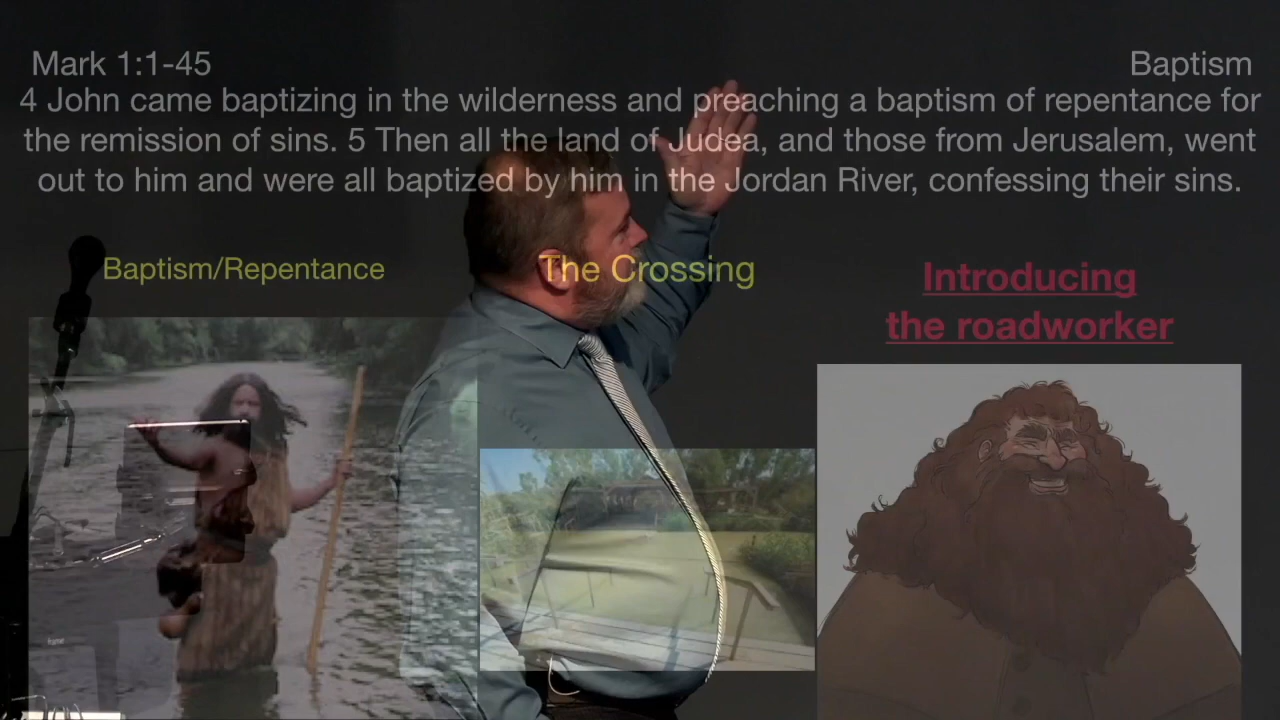 Mark 1:1-45
Baptism
4 John came baptizing in the wilderness and preaching a baptism of repentance for
the remission of sins. 5 Then all the land of Judea, and those from Jerusalem, went
out to him and were all baptized by him in the Jordan River, confessing their sins.
Baptism/Repentance
The Crossing
Introducing
the roadworker